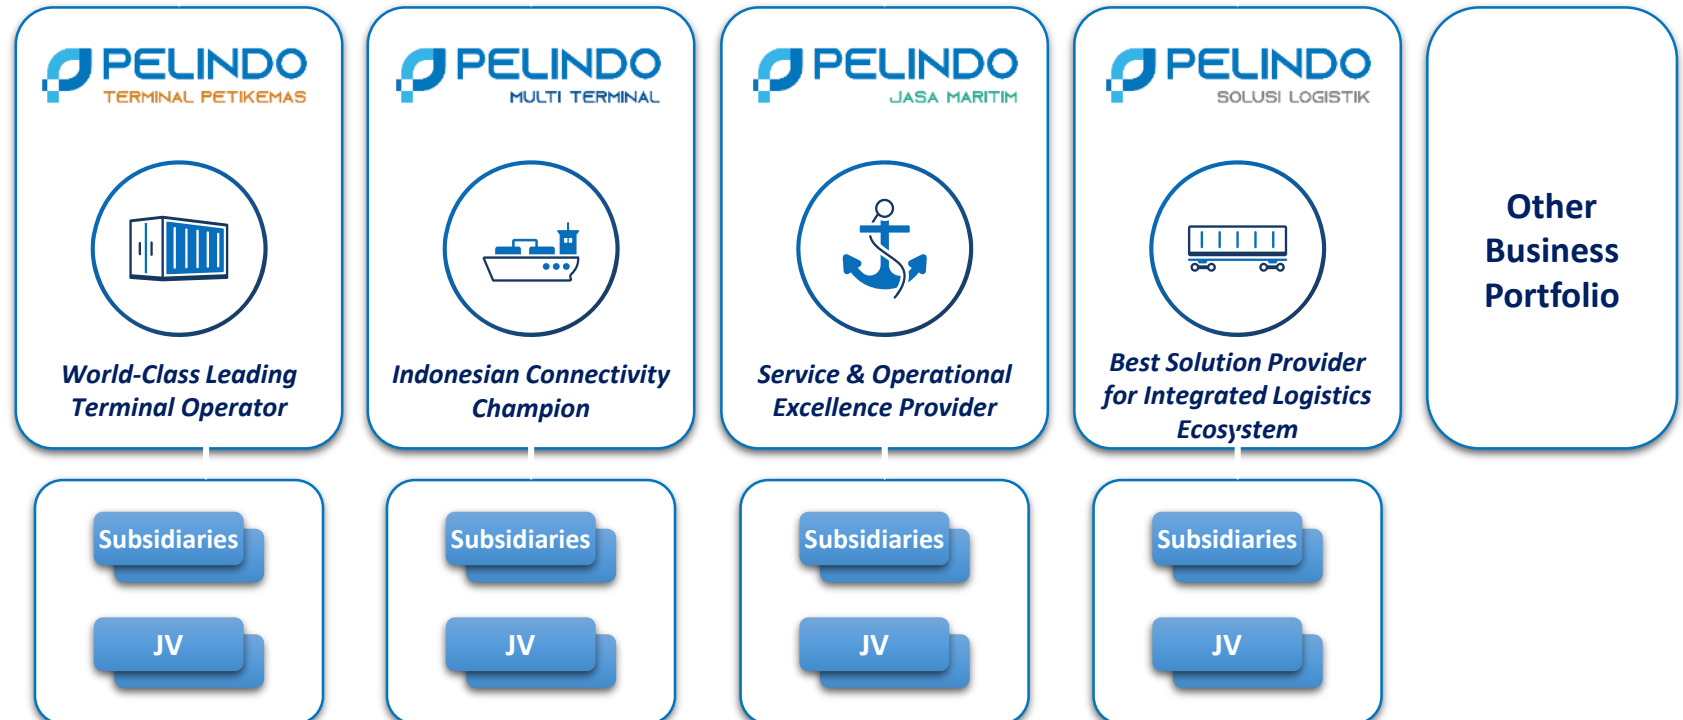 PELINDO
TERMINAL PETIKEMAS
World-Class Leading
Terminal Operator
PELINDO
MULTI TERMINAL
Indonesian Connectivity
Champion
PELINDO
JASA MARITIM
Service & Operational
Excellence Provider
PELINDO
SOLUSI LOGISTIK
Best Solution Provider
for Integrated Logistics
Ecosystem
Other
Business
Portfolio
Subsidiaries
JV
Subsidiaries
JV
Subsidiaries
JV
Subsidiaries
JV